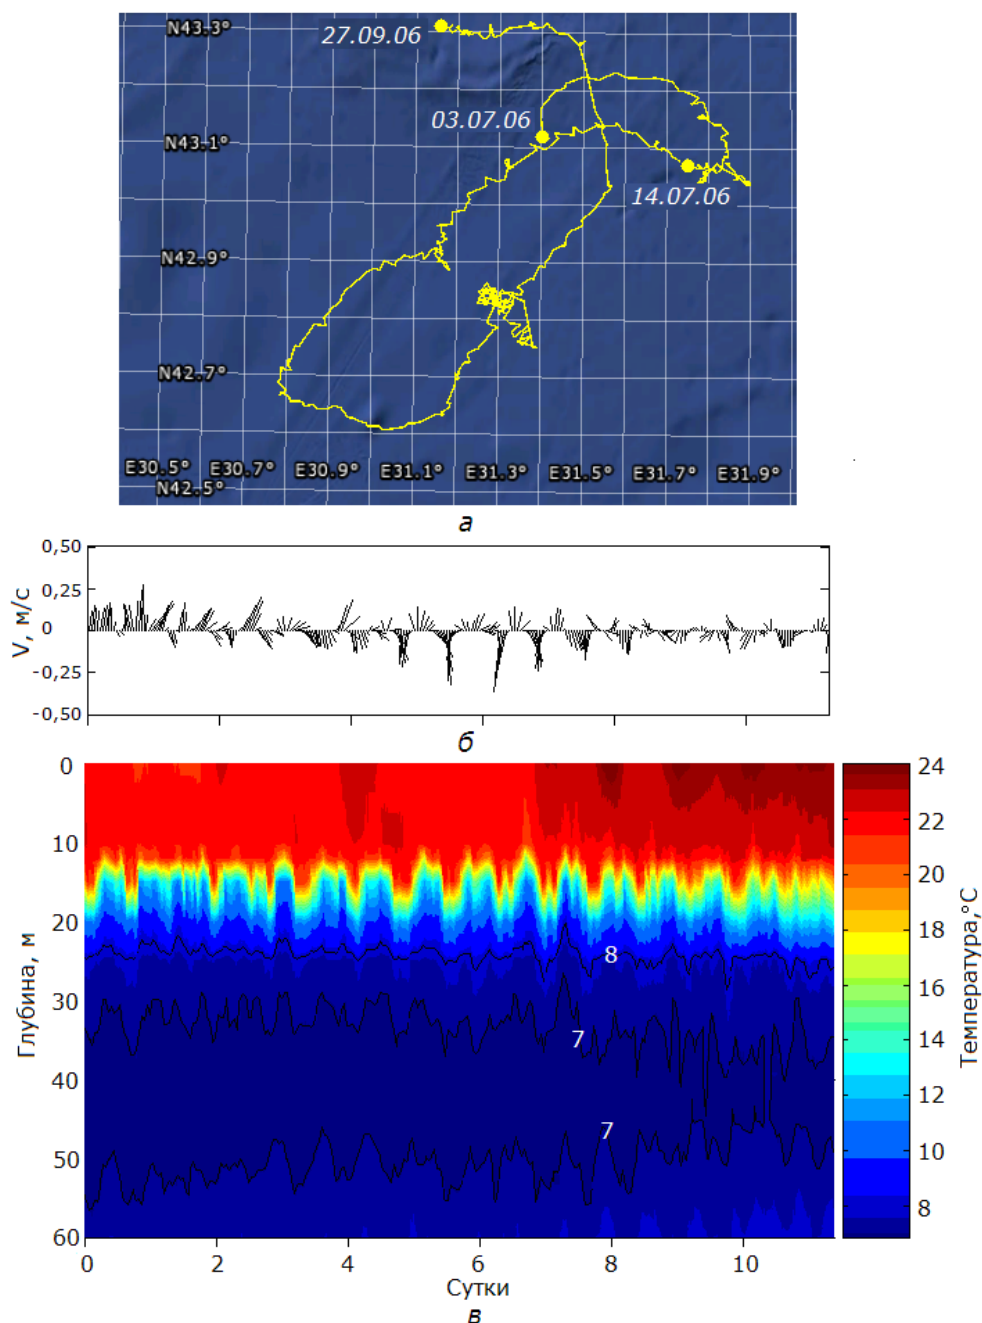 N43.3°
27.09.06
03.07.06
N43.1°
14.07.06
N42.9°
N42.7°
E30.5° E30.7° E30.9° E31.1° E31.3° E31.5° E31.7° E31.9°
N42.5°
а
0,50
0,25
0
-0,25
-0,50
V, м/с
б
0
10
20
30
40
50
60
Глубина, м
8
7
7
0 2 4 6 8 10
Сутки
24
22
20
18
16
14
12
10
8
Температура,°C
в